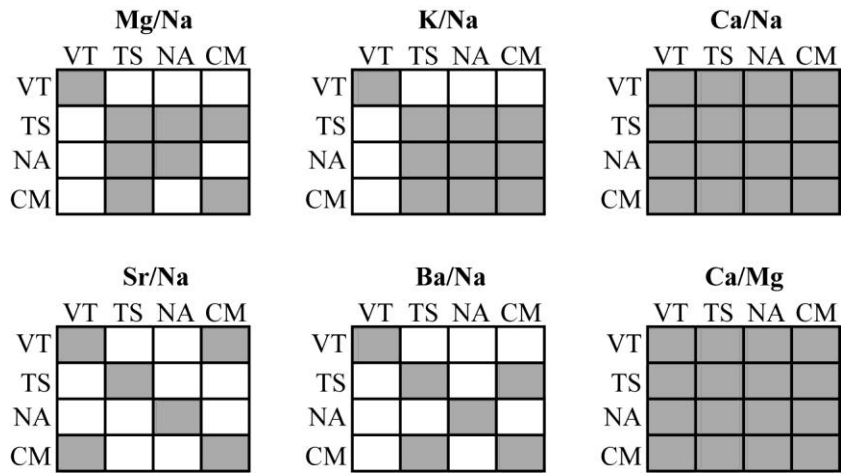 Mg/Na K/Na Ca/Na
VT TS NA CM VT TS NA CM VT TS NA CM
VT VT VT
TS TS TS
NA NA NA
CM CM CM
Sr/Na Ba/Na Ca/Mg
VT TS NA CM VT TS NA CM VT TS NA CM
VT VT VT
TS TS TS
NA NA NA
CM CM CM